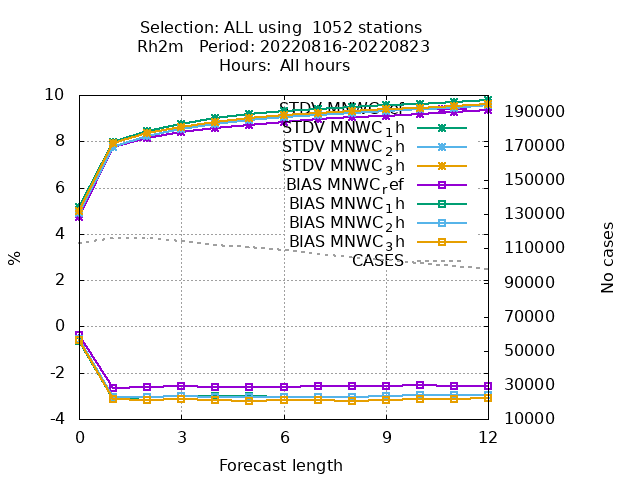 Selection: ALL using  1052 stations
Rh2m   Period: 20220816-20220823
Hours:  All hours
STDV MNWC_ref
STDV MNWC_1h
STDV MNWC_2h
STDV MNWC_3h
BIAS MNWC_ref
BIAS MNWC_1h
BIAS MNWC_2h
BIAS MNWC_3h
CASES
10
8
6
4
2
0
-2
-4
%
190000
170000
150000
130000
110000
90000
70000
50000
30000
10000
No cases
0 3 6 9 12
Forecast length